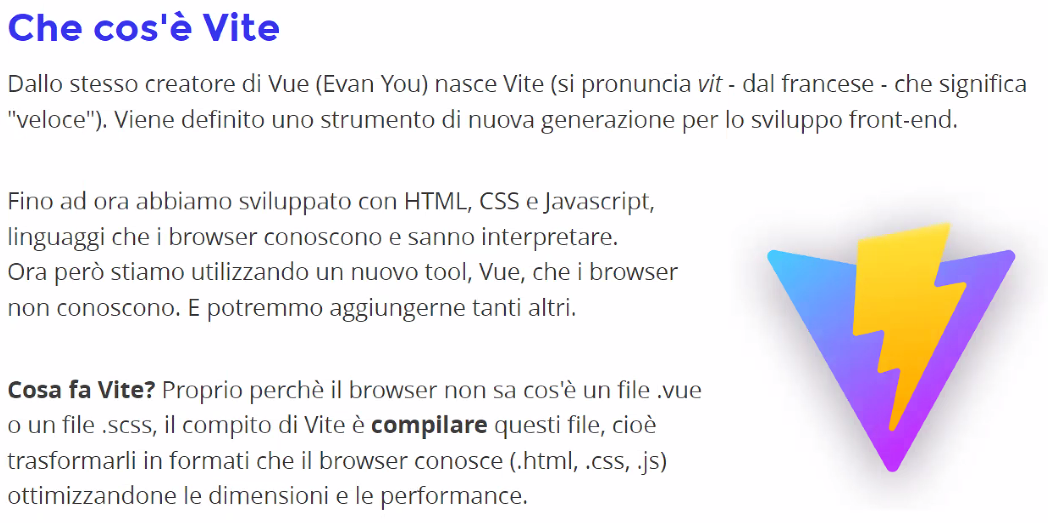 Che cos'è Vite
Dallo stesso creatore di Vue (Evan You) nasce Vite (si pronuncia vit - dal francese - che significa
"veloce"). Viene definito uno strumento di nuova generazione per lo sviluppo front-end.
Fino ad ora abbiamo sviluppato con HTML, CSS e Javascript,
linguaggi che i browser conoscono e sanno interpretare.
Ora però stiamo utilizzando un nuovo tool, Vue, che i browser
non conoscono. E potremmo aggiungerne tanti altri.
Cosa fa Vite? Proprio perchè il browser non sa cos'è un file .vue
o un file .scss, il compito di Vite è compilare questi file, cioè
trasformarli in formati che il browser conosce (.html, .css, .js)
ottimizzandone le dimensioni e le performance.